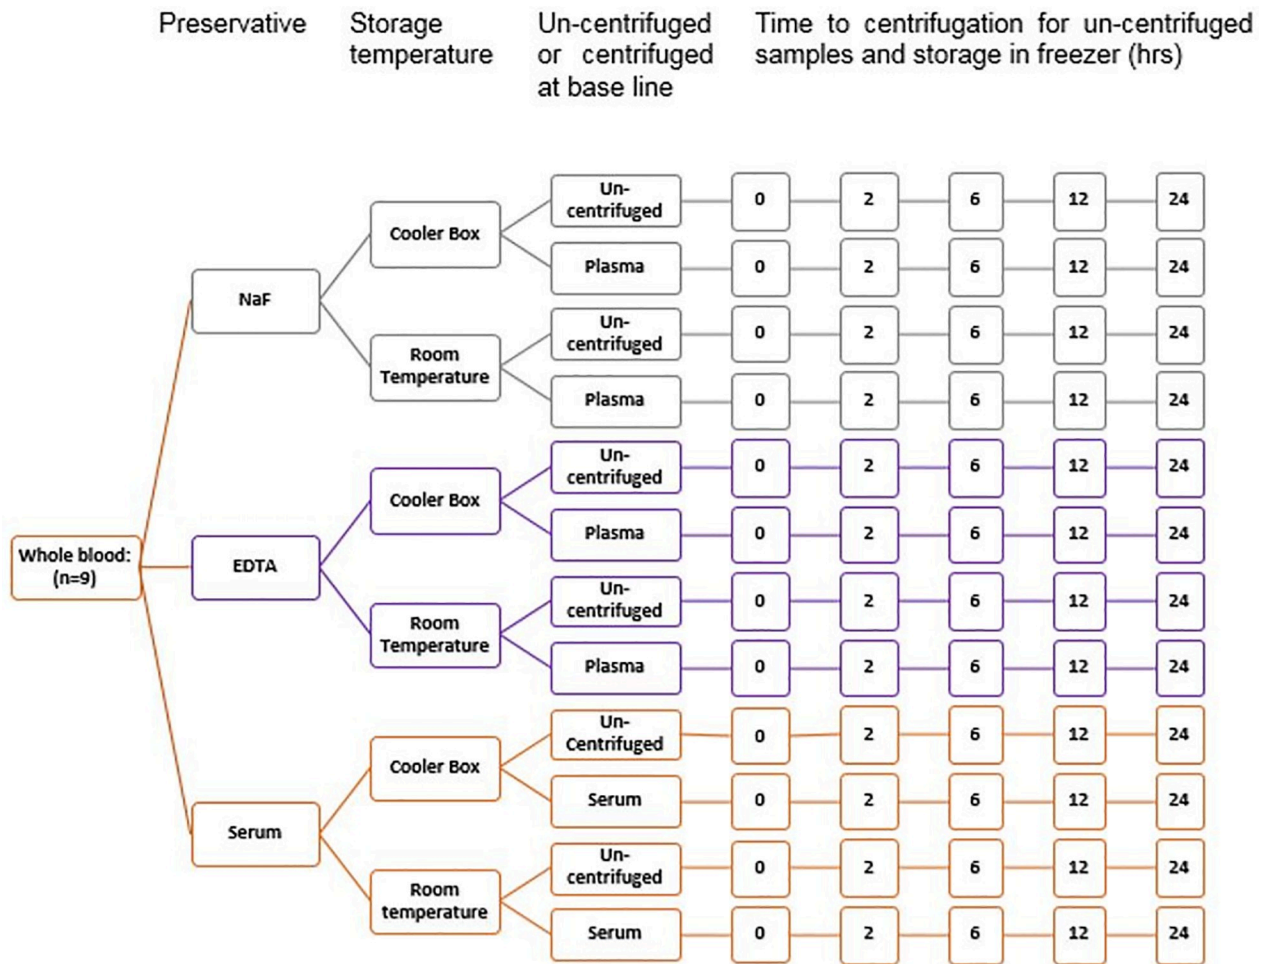 Preservative
Storage
temperature
Un-centrifuged
or centrifuged
at base line
Time to centrifugation for un-centrifuged
samples and storage in freezer (hrs)
Whole blood:
(n=9)
NaF
Cooler Box
Un-
centrifuged
0 2 6 12 24
Plasma
0 2 6 12 24
Room
Temperature
Un-
centrifuged
0 2 6 12 24
Plasma
0 2 6 12 24
EDTA
Cooler Box
Un-
centrifuged
0 2 6 12 24
Plasma
0 2 6 12 24
Room
Temperature
Un-
centrifuged
0 2 6 12 24
Plasma
0 2 6 12 24
Serum
Cooler Box
Un-
Centrifuged
0 2 6 12 24
Serum
0 2 6 12 24
Room
temperature
Un-
centrifuged
0 2 6 12 24
Serum
0 2 6 12 24